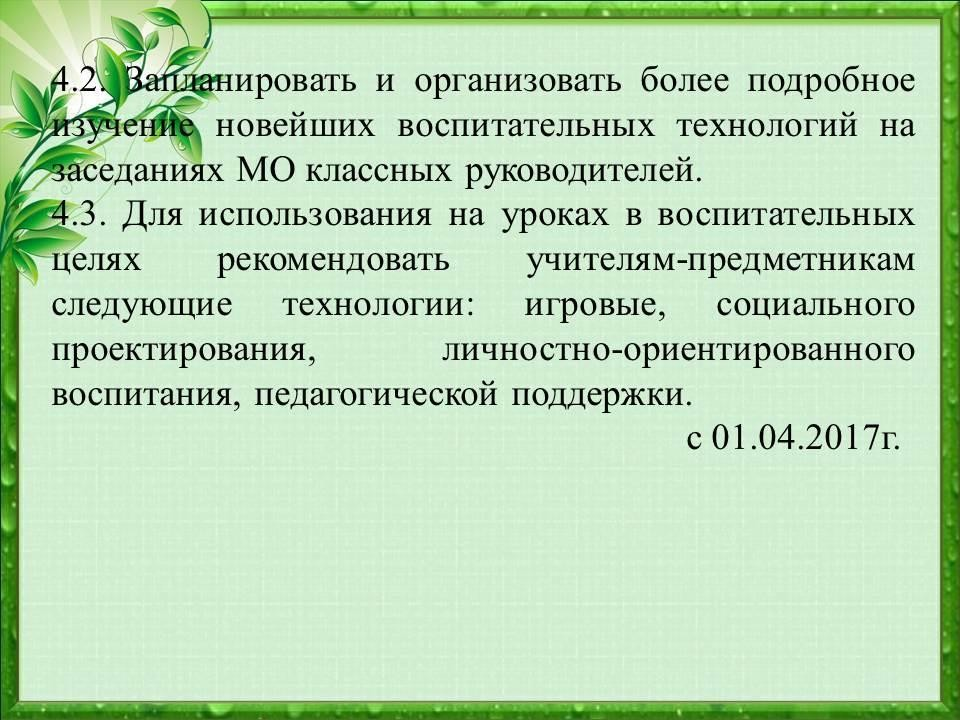 4.2. Запланировать и организовать более подробное
изучение новейших воспитательных технологий на
заседаниях МО классных руководителей.
4.3. Для использования на уроках в воспитательных
целях рекомендовать учителям-предметникам
следующие технологии: игровые, социального
проектирования, личностно-ориентированного
воспитания, педагогической поддержки.
с 01.04.2017г.